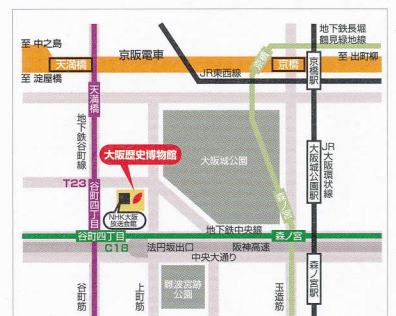 地下鉄長堀
鶴見緑地線
至 中之島
京阪電車
至 出町柳
天満橋
京橋
京橋
京橋駅
至 淀屋橋
JR東西線
天満橋
地下鉄谷町線
大阪歴史博物館
大阪城公園
大阪城公園駅
JR大阪環状線
T23
谷町四丁目
NHK大阪
放送会館
森ノ宮
地下鉄中央線
谷町四丁目
森ノ宮
C18
法円坂出口
阪神高速
中央大通り
森ノ宮駅
難波宮跡
公園
谷町筋
上町筋
玉造筋